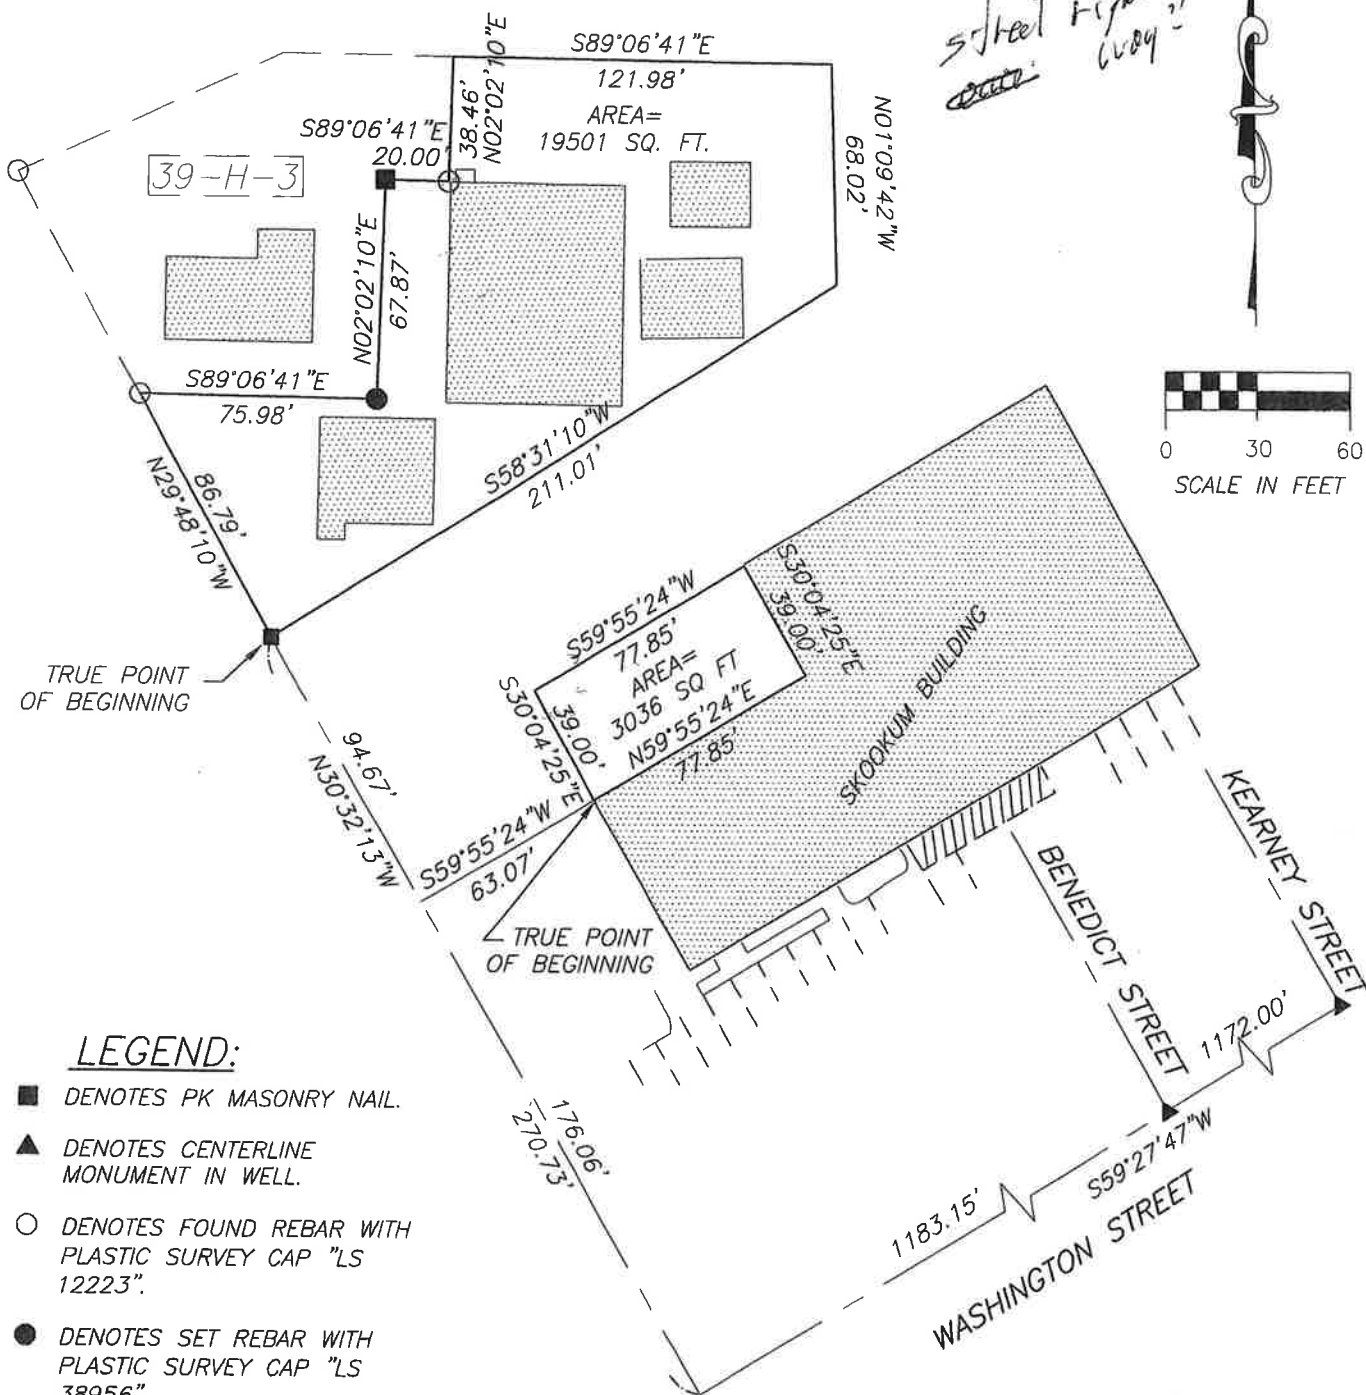 street
S89°06'41"E
121.98'
AREA=
19501 SQ. FT.
38.46'
N02°02'10"E
S89°06'41"E
20.00'
39-H-3
N01°09'42"W
68.02'
N02°02'10"E
67.87'
S89°06'41"E
75.98'
86.79'
N29°48'10"W
S58°31'10"W
211.01'
0 30 60
SCALE IN FEET
TRUE POINT
OF BEGINNING
S59°55'24"W
77.85'
AREA=
3036 SQ FT
N59°55'24"E
77.85'
S30°04'25"E
39.00'
39.00'
S30°04'25"E
SKOOKUM BUILDING
94.67'
N30°32'13"W
S59°55'24"W
63.07'
TRUE POINT
OF BEGINNING
KEARNEY STREET
BENEDICT STREET
1172.00'
176.06'
270.73'
1183.15'
S59°27'47"W
WASHINGTON STREET
LEGEND:
DENOTES PK MASONRY NAIL.
DENOTES CENTERLINE
MONUMENT IN WELL.
DENOTES FOUND REBAR WITH
PLASTIC SURVEY CAP "LS
12223".
DENOTES SET REBAR WITH
PLASTIC SURVEY CAP "LS
38956"